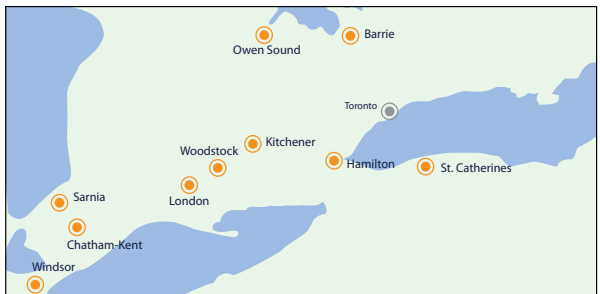 Barrie
Owen Sound
Toronto
Kitchener
Woodstock
Hamilton
St. Catherines
Sarnia
London
Chatham-Kent
Windsor